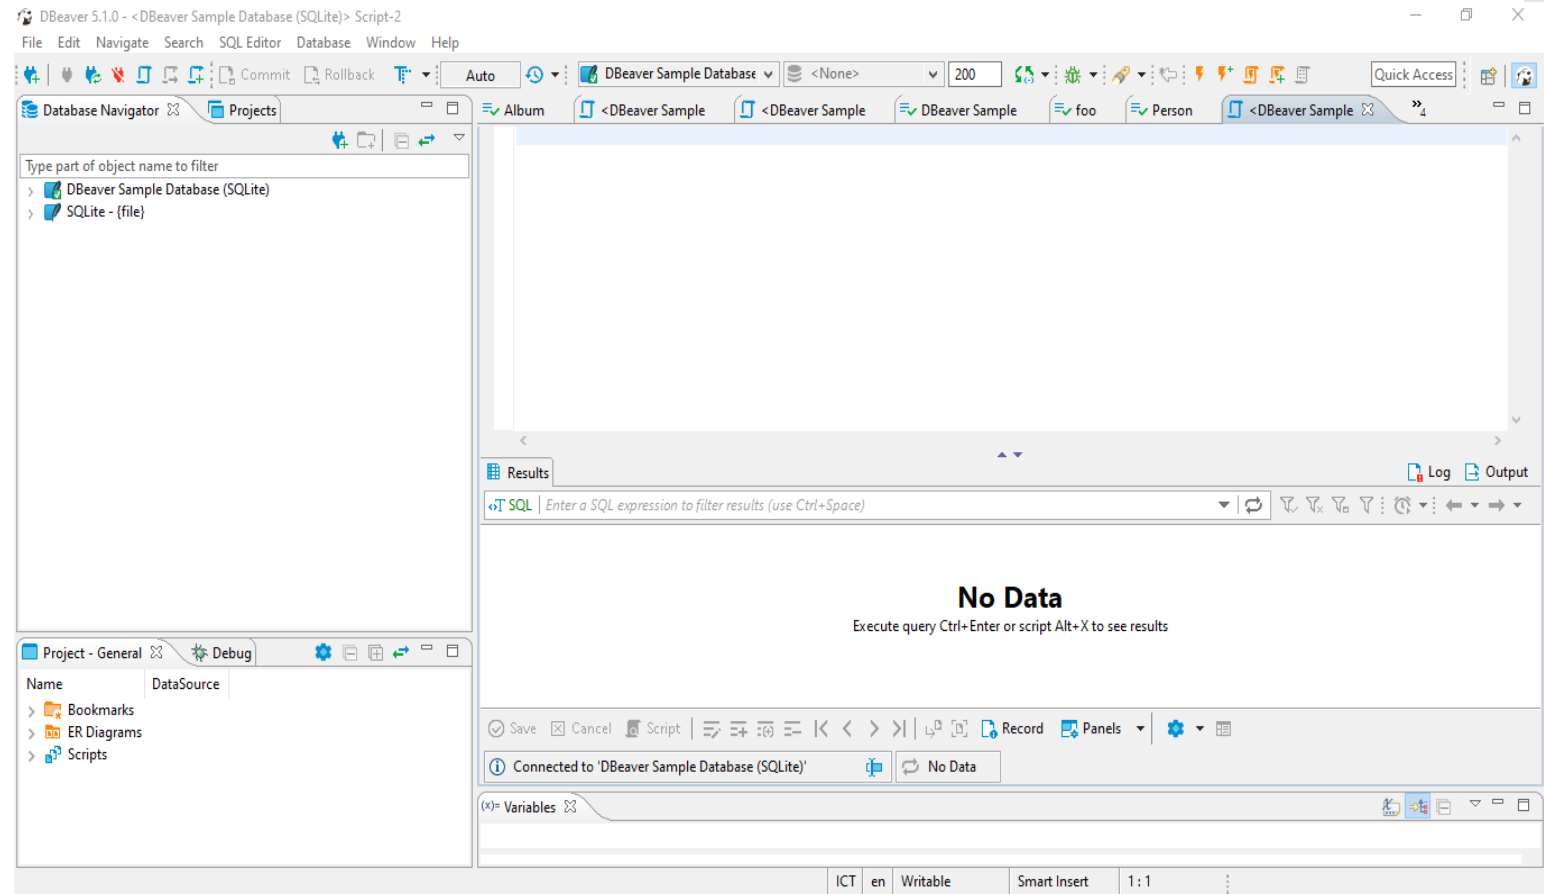 DBeaver 5.1.0 - <DBeaver Sample Database (SQLite)> Script-2
File Edit Navigate Search SQL Editor Database Window Help
Commit Rollback Auto DBeaver Sample Database <None> 200 Quick Access
Database Navigator Projects
Album <DBeaver Sample <DBeaver Sample DBeaver Sample foo Person <DBeaver Sample »4
Type part of object name to filter
DBeaver Sample Database (SQLite)
SQLite - {file}
Results Log Output
SQL Enter a SQL expression to filter results (use Ctrl+Space)
No Data
Execute query Ctrl+Enter or script Alt+X to see results
Project - General Debug
Name DataSource
Bookmarks
ER Diagrams
Scripts
Save Cancel Script Record Panels
Connected to 'DBeaver Sample Database (SQLite)' No Data
(x)= Variables
ICT en Writable Smart Insert 1 : 1